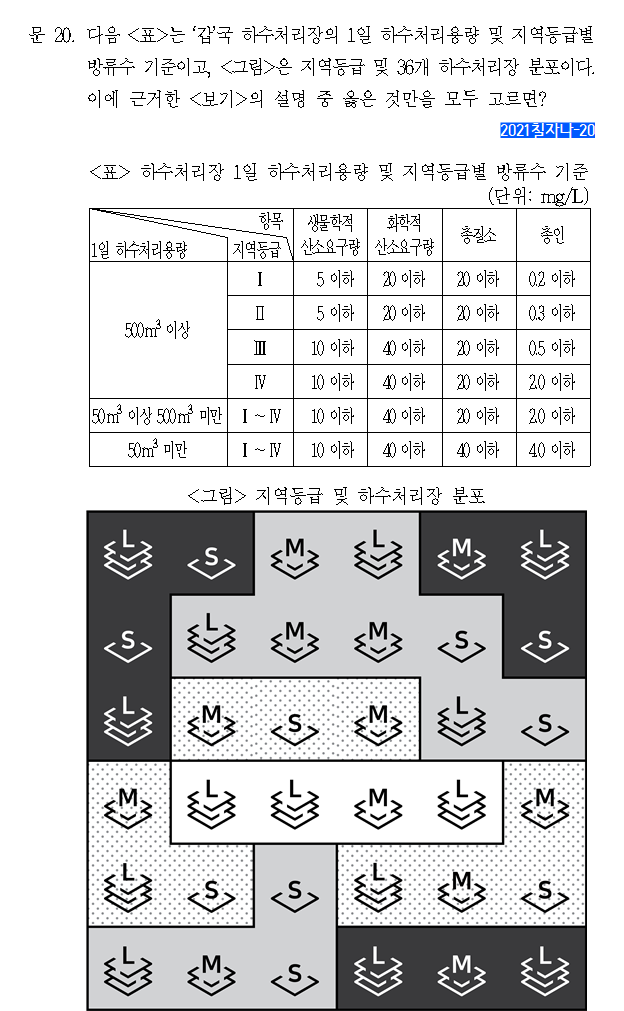 문 20. 다음 <표>는 ‘갑’국 하수처리장의 1일 하수처리용량 및 지역등급별
방류수 기준이고, <그림>은 지역등급 및 36개 하수처리장 분포이다.
이에 근거한 <보기>의 설명 중 옳은 것만을 모두 고르면?
2021침자나-20
<표> 하수처리장 1일 하수처리용량 및 지역등급별 방류수 기준
(단위: mg/L)
항목
1일 하수처리용량 지역등급 생물학적 산소요구량 화학적 산소요구량 총질소 총인
500m³ 이상 Ⅰ 5 이하 20 이하 20 이하 0.2 이하
Ⅱ 5 이하 20 이하 20 이하 0.3 이하
Ⅲ 10 이하 40 이하 20 이하 0.5 이하
Ⅳ 10 이하 40 이하 20 이하 2.0 이하
50m³ 이상 500m³ 미만 Ⅰ ~ Ⅳ 10 이하 40 이하 20 이하 2.0 이하
50m³ 미만 Ⅰ ~ Ⅳ 10 이하 40 이하 40 이하 4.0 이하
<그림> 지역등급 및 하수처리장 분포
L S M L M L
S L M M S S
L M S M L S
M L L M L M
L S S L M S
L M S L M L